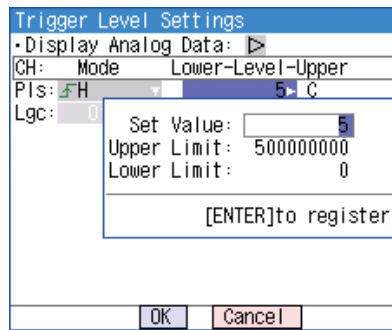 Trigger Level Settings
•Display Analog Data:
CH: Mode Lower-Level-Upper
Pls: H 5 C
Lgc: 0
Set Value: 5
Upper Limit: 500000000
Lower Limit: 0
[ENTER]to register
OK Cancel